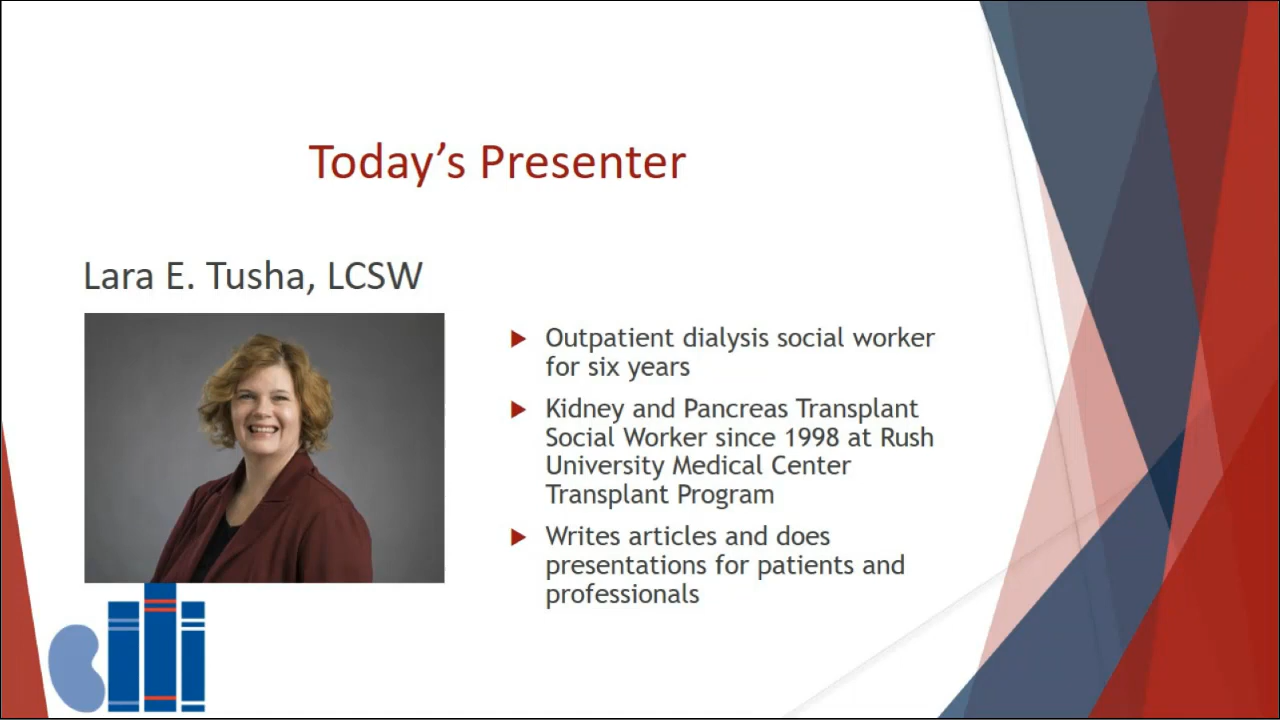 Today’s Presenter
Lara E. Tusha, LCSW
Outpatient dialysis social worker
for six years
Kidney and Pancreas Transplant
Social Worker since 1998 at Rush
University Medical Center
Transplant Program
Writes articles and does
presentations for patients and
professionals